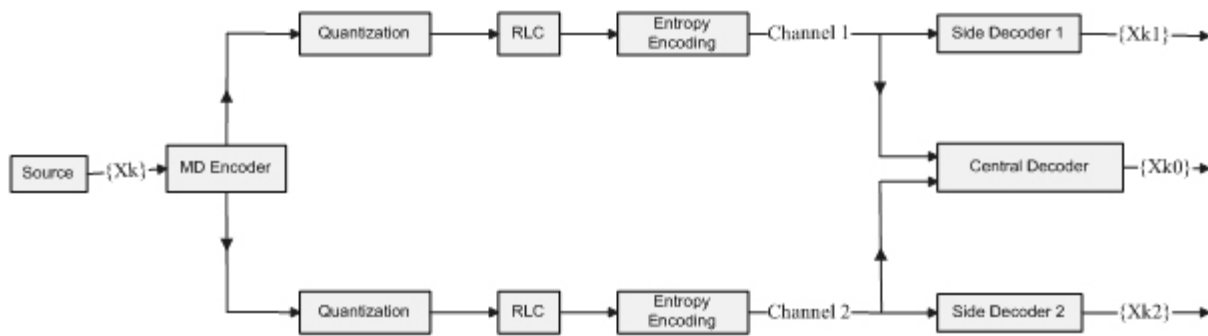 Quantization
RLC
Entropy
Encoding
Channel 1
Side Decoder 1
{Xk1}
Source
{Xk}
MD Encoder
Central Decoder
{Xk0}
Quantization
RLC
Entropy
Encoding
Channel 2
Side Decoder 2
{Xk2}